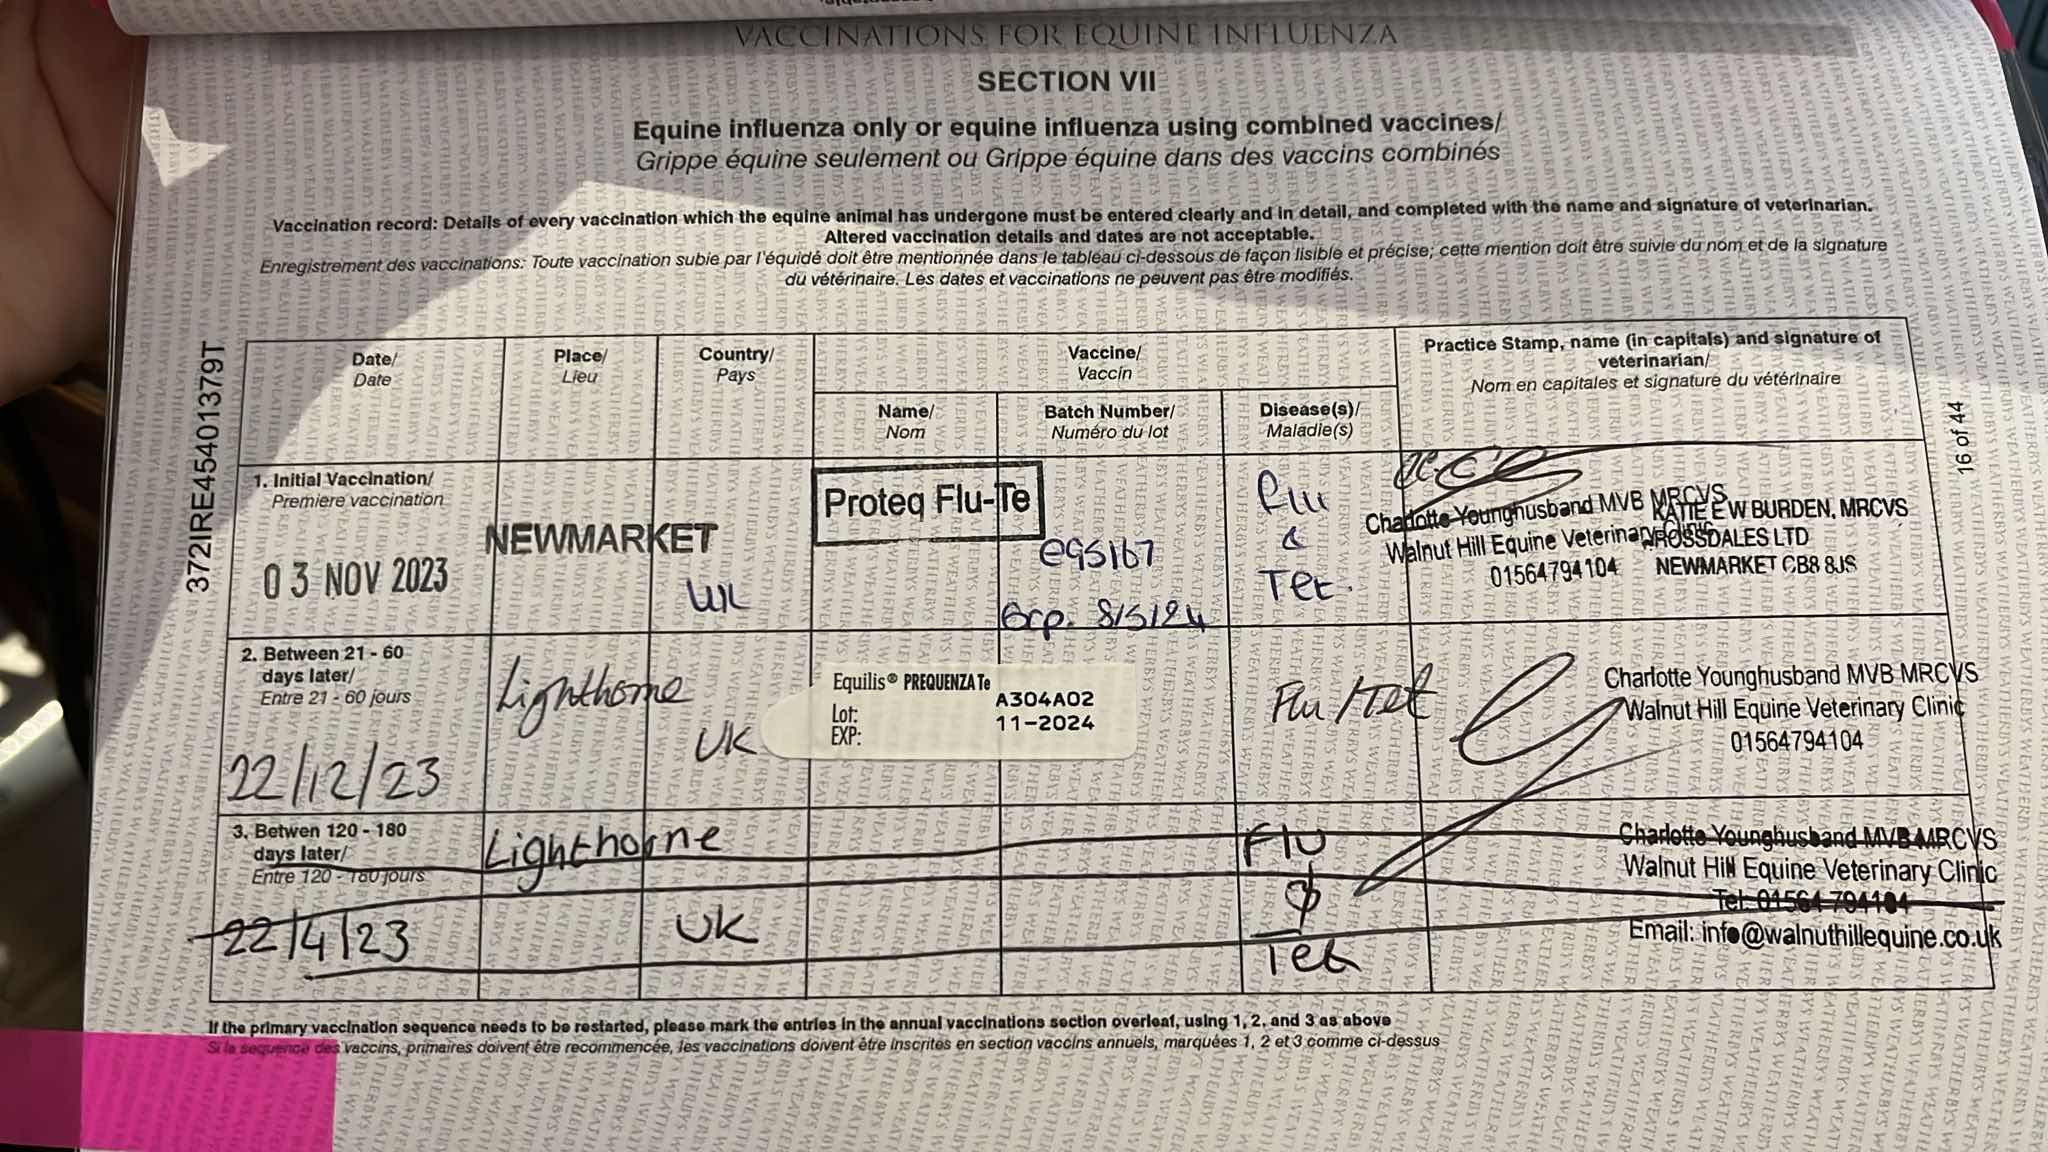 VACCINATIONS FOR EQUINE INFLUENZA
SECTION VII
Equine influenza only or equine influenza using combined vaccines/
Grippe équine seulement ou Grippe équine dans des vaccins combinés
Vaccination record: Details of every vaccination which the equine animal has undergone must be entered clearly and in detail, and completed with the name and signature of veterinarian.
Altered vaccination details and dates are not acceptable.
Enregistrement des vaccinations: Toute vaccination subie par l'équidé doit être mentionnée dans le tableau ci-dessous de façon lisible et précise; cette mention doit être suivie du nom et de la signature
du vétérinaire. Les dates et vaccinations ne peuvent pas être modifiés.
372IRE45401379T
16 of 44
Date/
Date
Place/
Lieu
Country/
Pays
Vaccine/
Vaccin
Practice Stamp, name (in capitals) and signature of
veterinarian/
Nom en capitales et signature du vétérinaire
Name/
Nom
Batch Number/
Numéro du lot
Disease(s)/
Maladie(s)
1. Initial Vaccination/
Premiere vaccination
03 NOV 2023
NEWMARKET
UK
Proteq Flu-Te
Exp. 8/5/24
Flu
&
Tet.
Charlotte Younghusband MVB MRCVS
Walnut Hill Equine Veterinary Clinic
01564794104
KATIE E W BURDEN, MRCVS
ROSSDALES LTD
NEWMARKET CB8 8JS
2. Between 21 - 60
days later/
Entre 21 - 60 jours
22/12/23
Lighthorne
UK
Equilis® PREQUENZA Te
Lot: A304A02
EXP: 11-2024
Flu/Tet
Charlotte Younghusband MVB MRCVS
Walnut Hill Equine Veterinary Clinic
01564794104
3. Betwen 120 - 180
days later/
Entre 120 - 180 jours
22/4/23
Lighthorne
UK
Flu
&
Tet
Charlotte Younghusband MVB MRCVS
Walnut Hill Equine Veterinary Clinic
Tel: 01564 794104
Email: info@walnuthillequine.co.uk
If the primary vaccination sequence needs to be restarted, please mark the entries in the annual vaccinations section overleaf, using 1, 2, and 3 as above
Si la sequence des vaccins, primaires doivent être recommencée, les vaccinations doivent être inscrites en section vaccins annuels, marquées 1, 2 et 3 comme ci-dessus